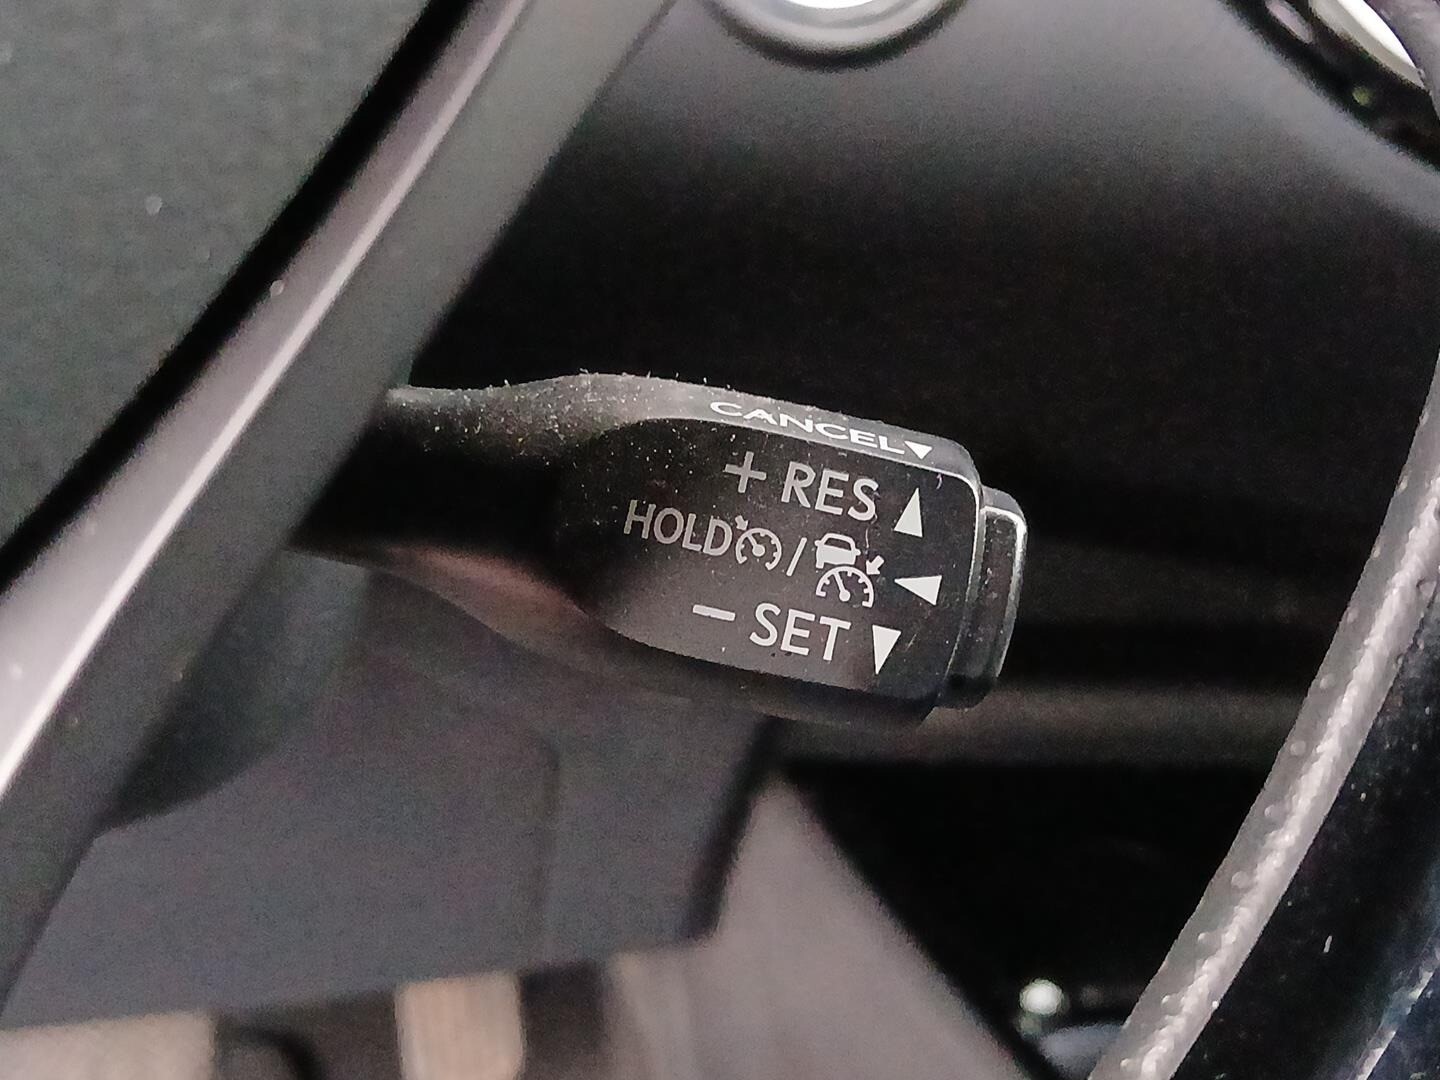 CANCEL
+ RES
HOLD /
- SET